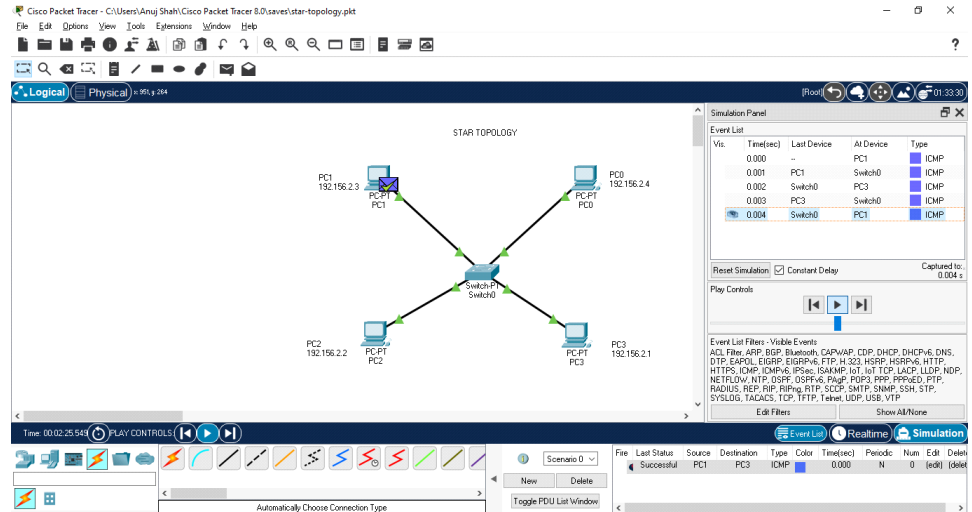 Cisco Packet Tracer - C:\Users\Anuj Shah\Cisco Packet Tracer 8.0\saves\star-topology.pkt
File Edit Options View Tools Extensions Window Help
?
Logical Physical x: 951, y: 264 [Root] 01:33:30
STAR TOPOLOGY
PC1
192.156.2.3
PC-PT
PC1
PC0
192.156.2.4
PC-PT
PC0
Switch-PT
Switch0
PC2
192.156.2.2
PC-PT
PC2
PC3
192.156.2.1
PC-PT
PC3
Simulation Panel
Event List
Vis. Time(sec) Last Device At Device Type
0.000 -- PC1 ICMP
0.001 PC1 Switch0 ICMP
0.002 Switch0 PC3 ICMP
0.003 PC3 Switch0 ICMP
0.004 Switch0 PC1 ICMP
Reset Simulation Constant Delay Captured to:
0.004 s
Play Controls
Event List Filters - Visible Events
ACL Filter, ARP, BGP, Bluetooth, CAPWAP, CDP, DHCP, DHCPv6, DNS,
DTP, EAPOL, EIGRP, EIGRPv6, FTP, H.323, HSRP, HSRPv6, HTTP,
HTTPS, ICMP, ICMPv6, IPSec, ISAKMP, IoT, IoT TCP, LACP, LLDP, NDP,
NETFLOW, NTP, OSPF, OSPFv6, PAgP, POP3, PPP, PPPoED, PTP,
RADIUS, REP, RIP, RIPng, RTP, SCCP, SMTP, SNMP, SSH, STP,
SYSLOG, TACACS, TCP, TFTP, Telnet, UDP, USB, VTP
Edit Filters Show All/None
Time: 00:02:25.549 PLAY CONTROLS: Event List Realtime Simulation
Scenario 0
New Delete
Toggle PDU List Window
Automatically Choose Connection Type
Fire Last Status Source Destination Type Color Time(sec) Periodic Num Edit Delet
Successful PC1 PC3 ICMP 0.000 N 0 (edit) (delet